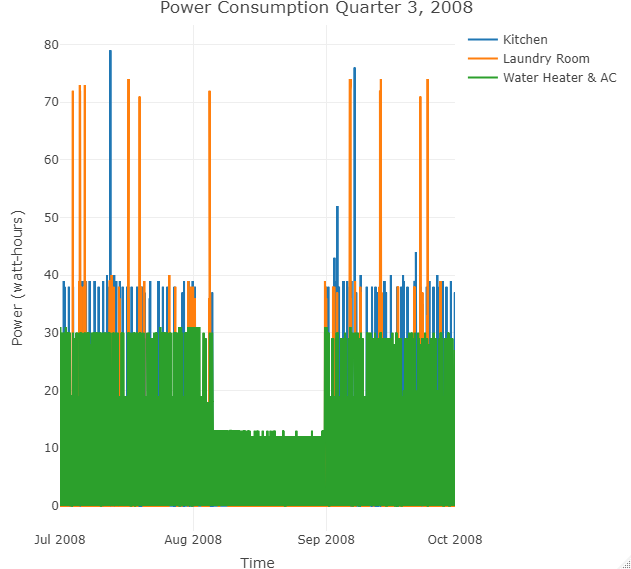 Power Consumption Quarter 3, 2008
Kitchen
Laundry Room
Water Heater & AC
80
70
60
50
40
30
20
10
0
Power (watt-hours)
Jul 2008 Aug 2008 Sep 2008 Oct 2008
Time